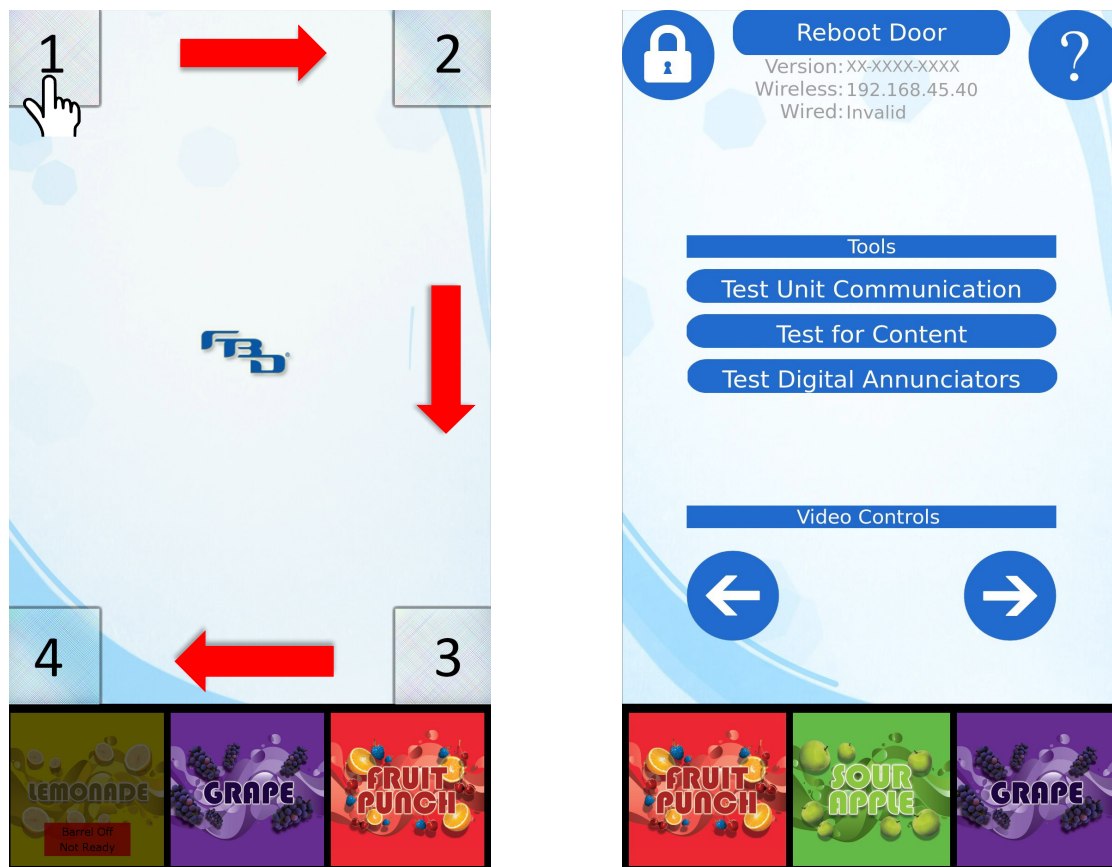 1
2
FBD
4
3
LEMONADE
Barrel Off
Not Ready
GRAPE
FRUIT
PUNCH
Reboot Door
?
Version: XX-XXXX-XXXX
Wireless: 192.168.45.40
Wired: Invalid
Tools
Test Unit Communication
Test for Content
Test Digital Annunciators
Video Controls
FRUIT
PUNCH
SOUR
APPLE
GRAPE